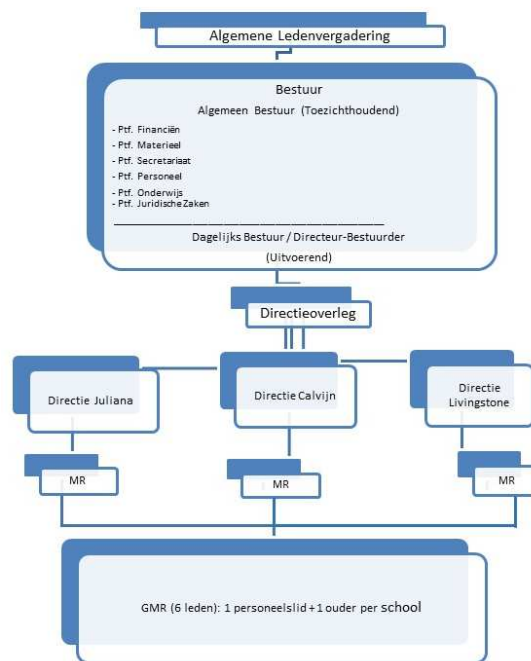 Algemene Ledenvergadering
Bestuur
Algemeen Bestuur (Toezichthoudend)
- Ptf. Financiën
- Ptf. Materieel
- Ptf. Secretariaat
- Ptf. Personeel
- Ptf. Onderwijs
- Ptf. Juridische Zaken
Dagelijks Bestuur / Directeur-Bestuurder
(Uitvoerend)
Directieoverleg
Directie Juliana
Directie Calvijn
Directie
Livingstone
MR
MR
MR
GMR (6 leden): 1 personeelslid + 1 ouder per school